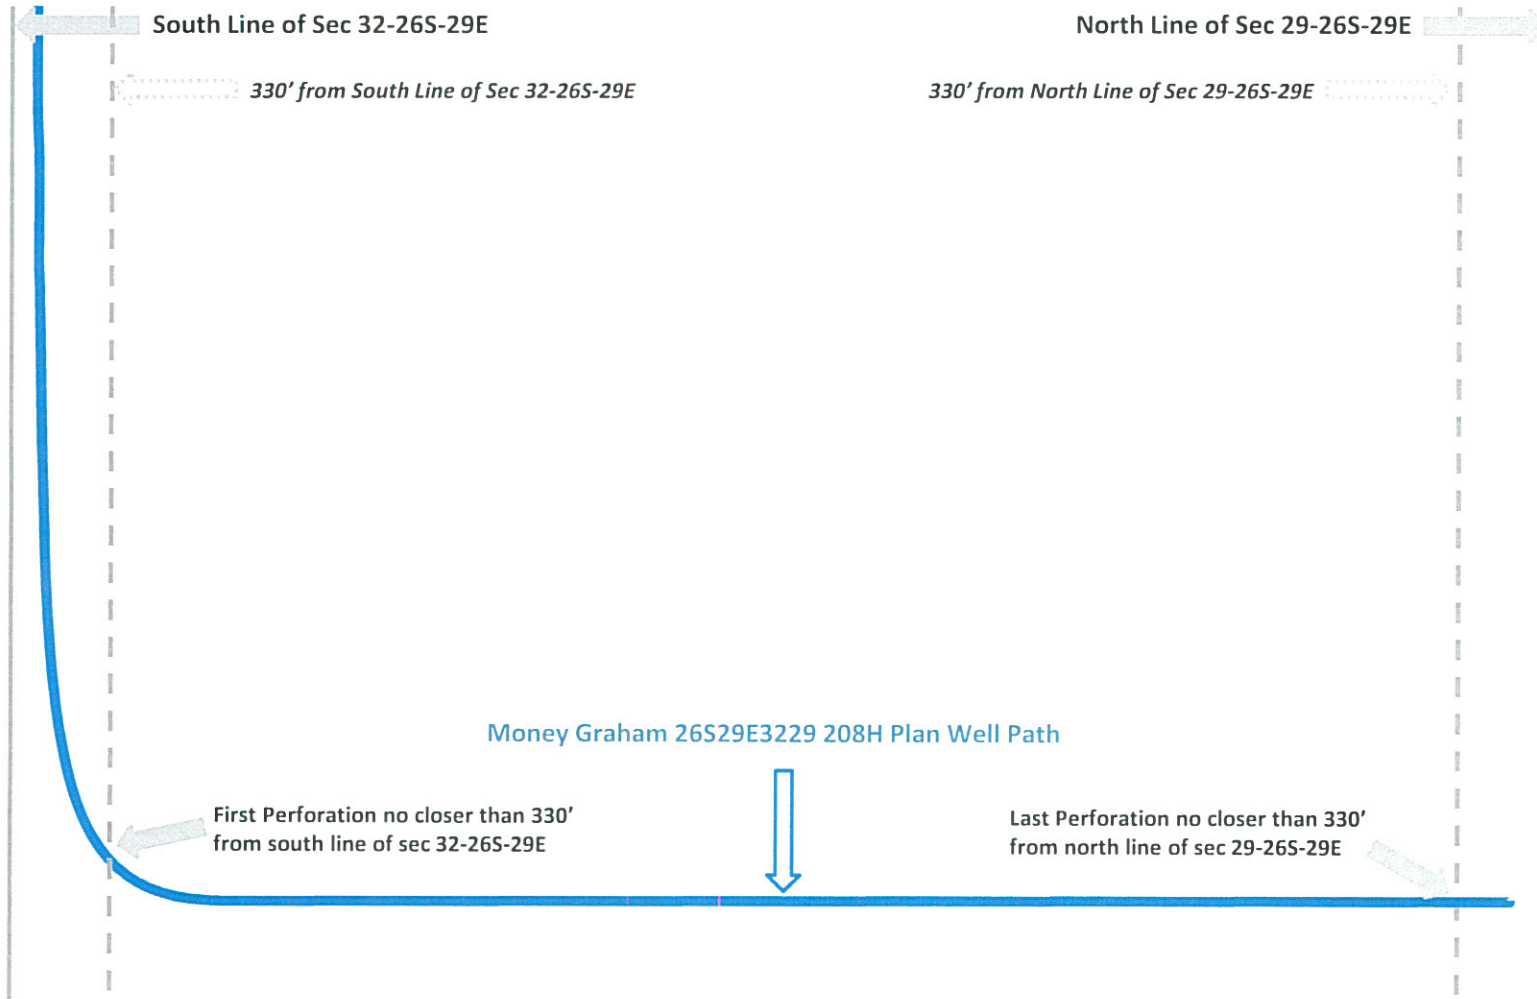 South Line of Sec 32-26S-29E
North Line of Sec 29-26S-29E
330' from South Line of Sec 32-26S-29E
330' from North Line of Sec 29-26S-29E
Money Graham 26S29E3229 208H Plan Well Path
First Perforation no closer than 330'
from south line of sec 32-26S-29E
Last Perforation no closer than 330'
from north line of sec 29-26S-29E